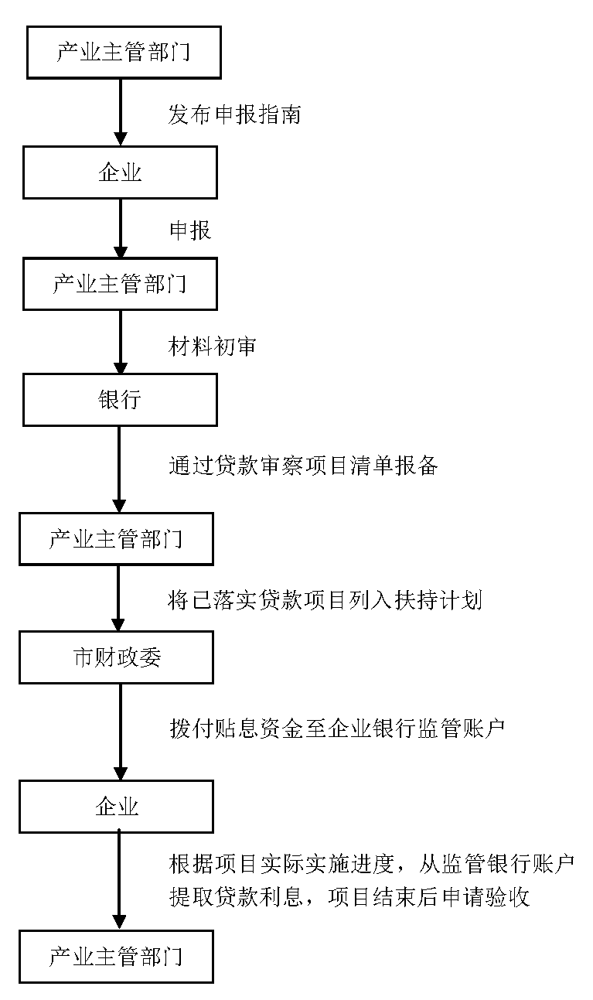 产业主管部门
发布申报指南
企业
申报
产业主管部门
材料初审
银行
通过贷款审察项目清单报备
产业主管部门
将已落实贷款项目列入扶持计划
市财政委
拨付贴息资金至企业银行监管账户
企业
根据项目实际实施进度，从监管银行账户
提取贷款利息，项目结束后申请验收
产业主管部门